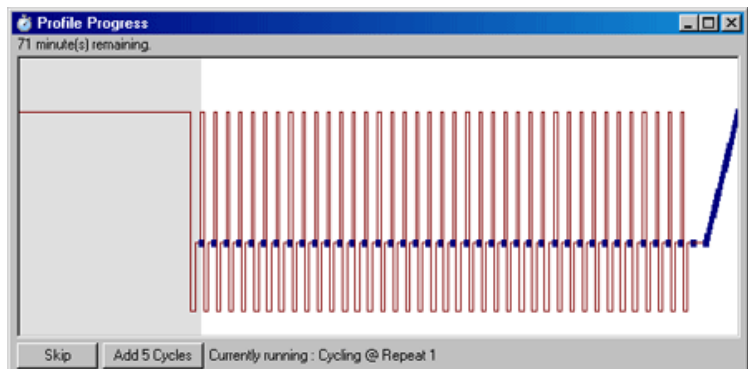 Profile Progress
71 minute(s) remaining.
Skip
Add 5 Cycles
Currently running : Cycling @ Repeat 1